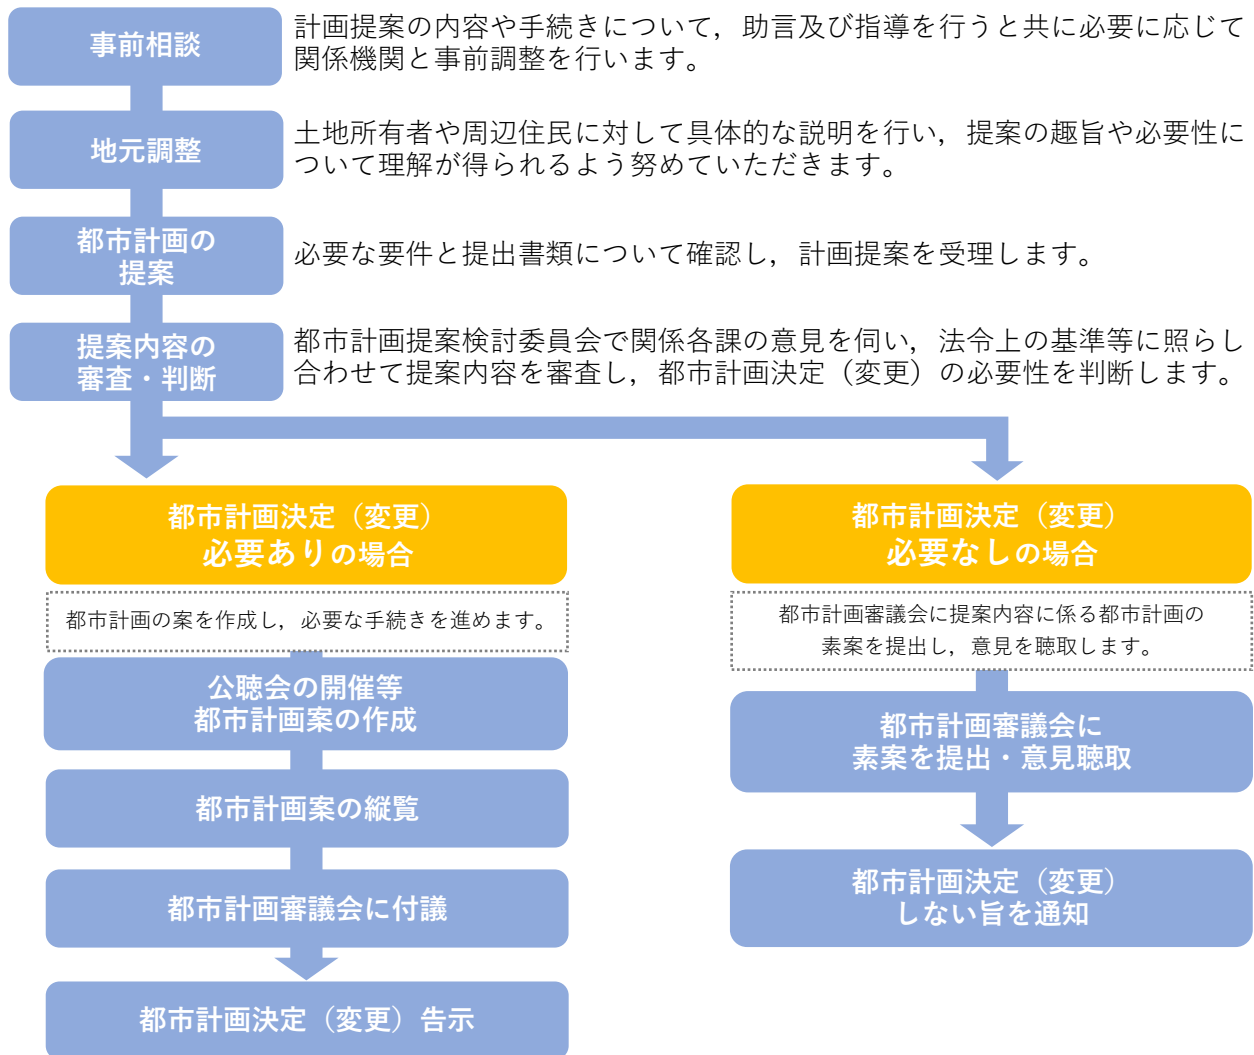 事前相談
計画提案の内容や手続きについて，助言及び指導を行うと共に必要に応じて
関係機関と事前調整を行います。
地元調整
土地所有者や周辺住民に対して具体的な説明を行い，提案の趣旨や必要性に
ついて理解が得られるよう努めていただきます。
都市計画の
提案
必要な要件と提出書類について確認し，計画提案を受理します。
提案内容の
審査・判断
都市計画提案検討委員会で関係各課の意見を伺い，法令上の基準等に照らし
合わせて提案内容を審査し，都市計画決定（変更）の必要性を判断します。
都市計画決定（変更）
必要ありの場合
都市計画の案を作成し，必要な手続きを進めます。
公聴会の開催等
都市計画案の作成
都市計画案の縦覧
都市計画審議会に付議
都市計画決定（変更）告示
都市計画決定（変更）
必要なしの場合
都市計画審議会に提案内容に係る都市計画の
素案を提出し，意見を聴取します。
都市計画審議会に
素案を提出・意見聴取
都市計画決定（変更）
しない旨を通知